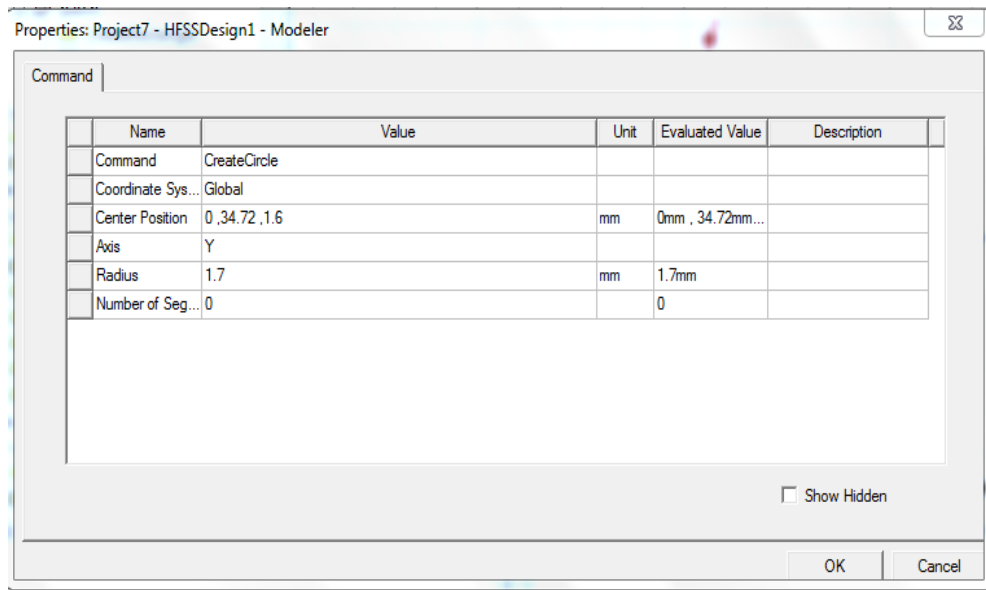 Properties: Project7 - HFSSDesign1 - Modeler
Command
Name Value Unit Evaluated Value Description
Command CreateCircle
Coordinate Sys... Global
Center Position 0 ,34.72 ,1.6 mm 0mm , 34.72mm...
Axis Y
Radius 1.7 mm 1.7mm
Number of Seg... 0 0
Show Hidden
OK Cancel